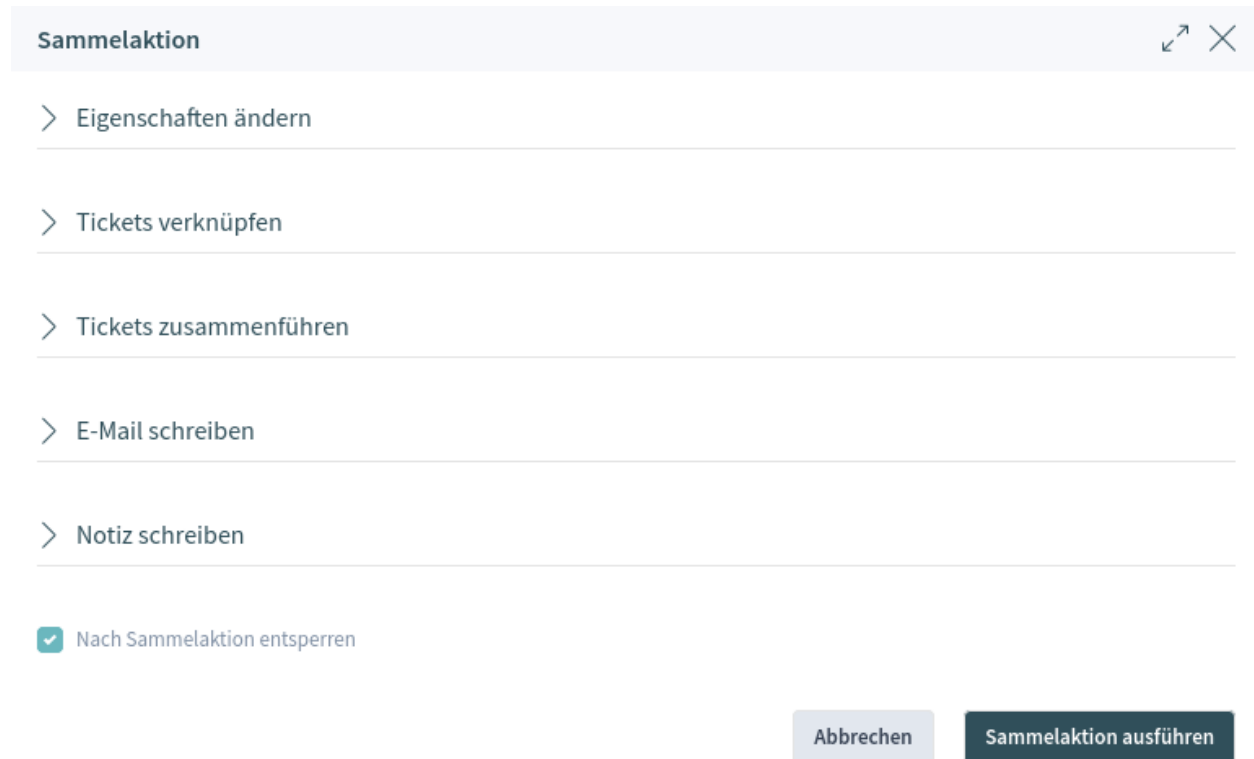 Sammelaktion
Eigenschaften ändern
Tickets verknüpfen
Tickets zusammenführen
E-Mail schreiben
Notiz schreiben
Nach Sammelaktion entsperren
Abbrechen
Sammelaktion ausführen